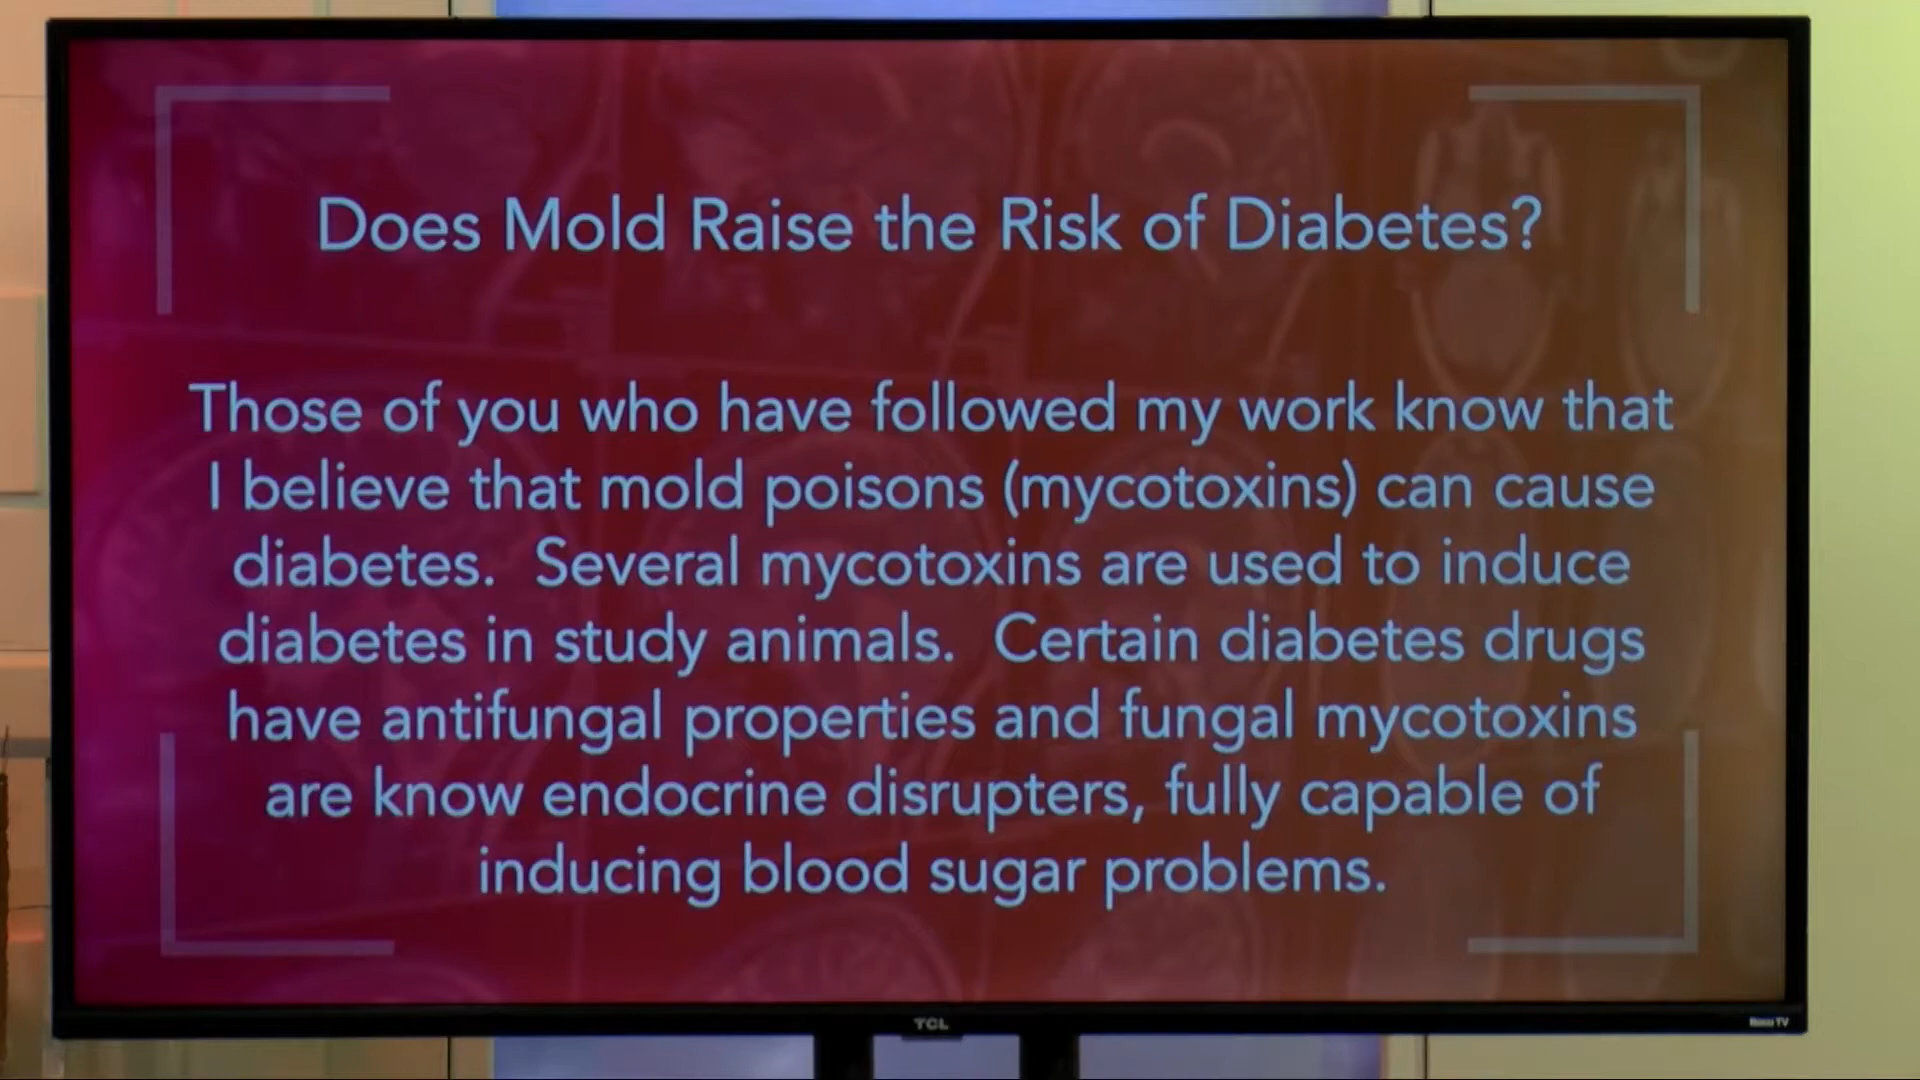 Does Mold Raise the Risk of Diabetes?
Those of you who have followed my work know that
I believe that mold poisons (mycotoxins) can cause
diabetes. Several mycotoxins are used to induce
diabetes in study animals. Certain diabetes drugs
have antifungal properties and fungal mycotoxins
are know endocrine disrupters, fully capable of
inducing blood sugar problems.
TCL
Roku TV